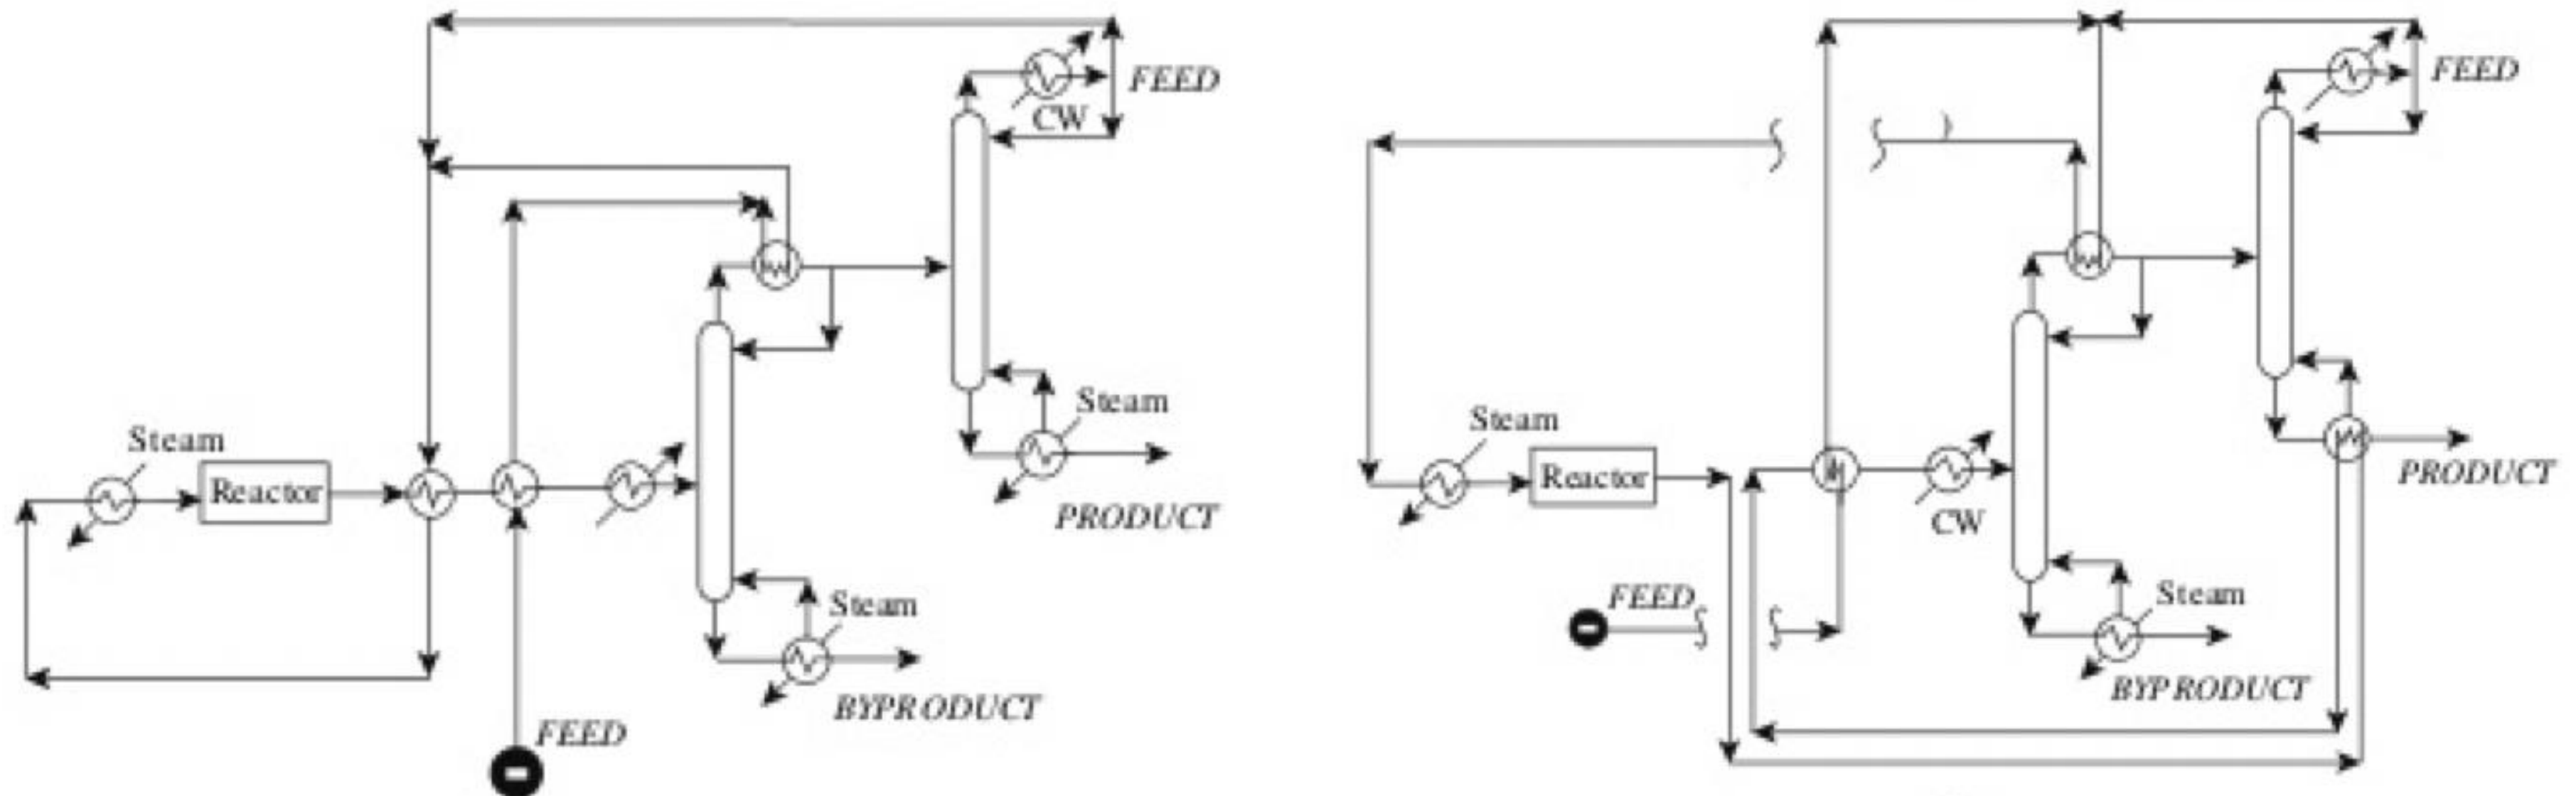 FEED
CW
Steam
PRODUCT
Steam
Reactor
Steam
BYPRODUCT
FEED
FEED
Steam
Reactor
CW
PRODUCT
FEED
Steam
BYPRODUCT